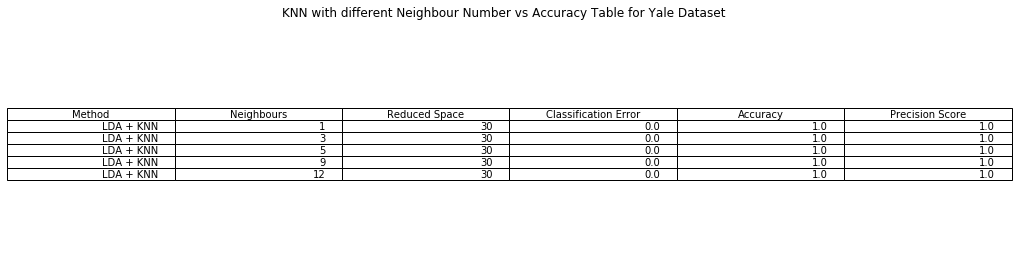 KNN with different Neighbour Number vs Accuracy Table for Yale Dataset
Method Neighbours Reduced Space Classification Error Accuracy Precision Score
LDA + KNN 1 30 0.0 1.0 1.0
LDA + KNN 3 30 0.0 1.0 1.0
LDA + KNN 5 30 0.0 1.0 1.0
LDA + KNN 9 30 0.0 1.0 1.0
LDA + KNN 12 30 0.0 1.0 1.0